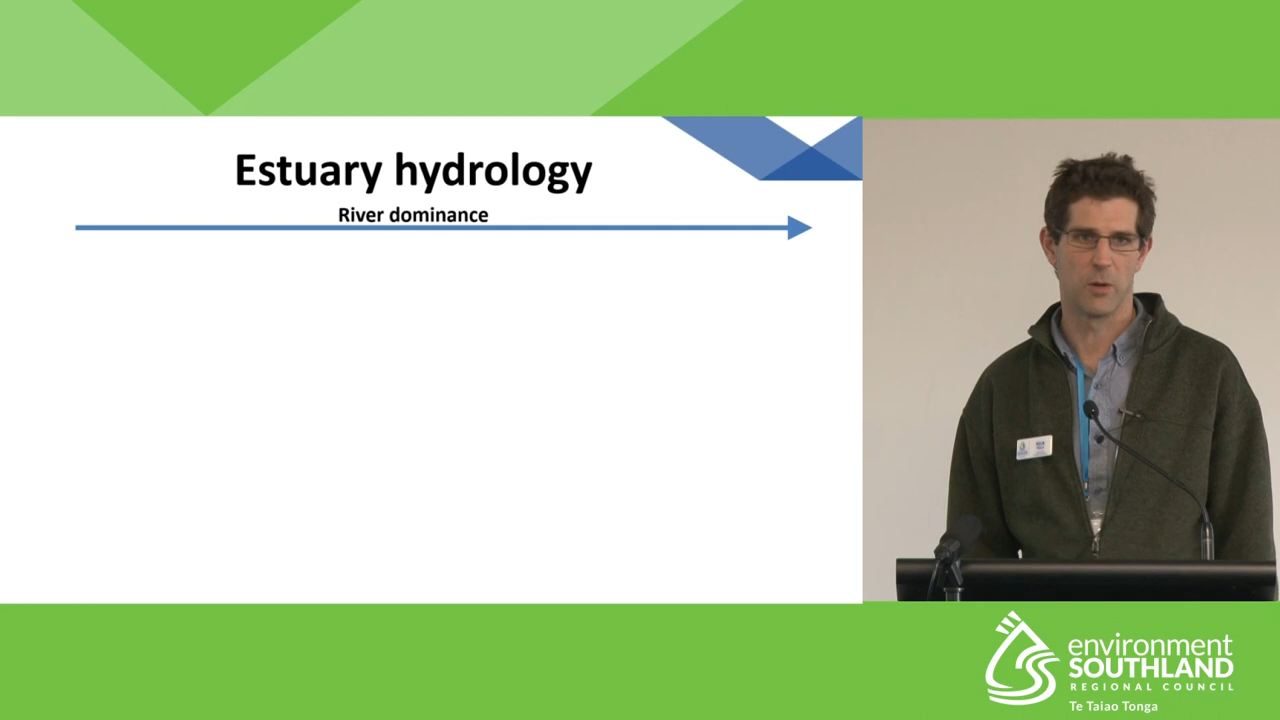 Estuary hydrology
River dominance
environment
SOUTHLAND
REGIONAL COUNCIL
Te Taiao Tonga